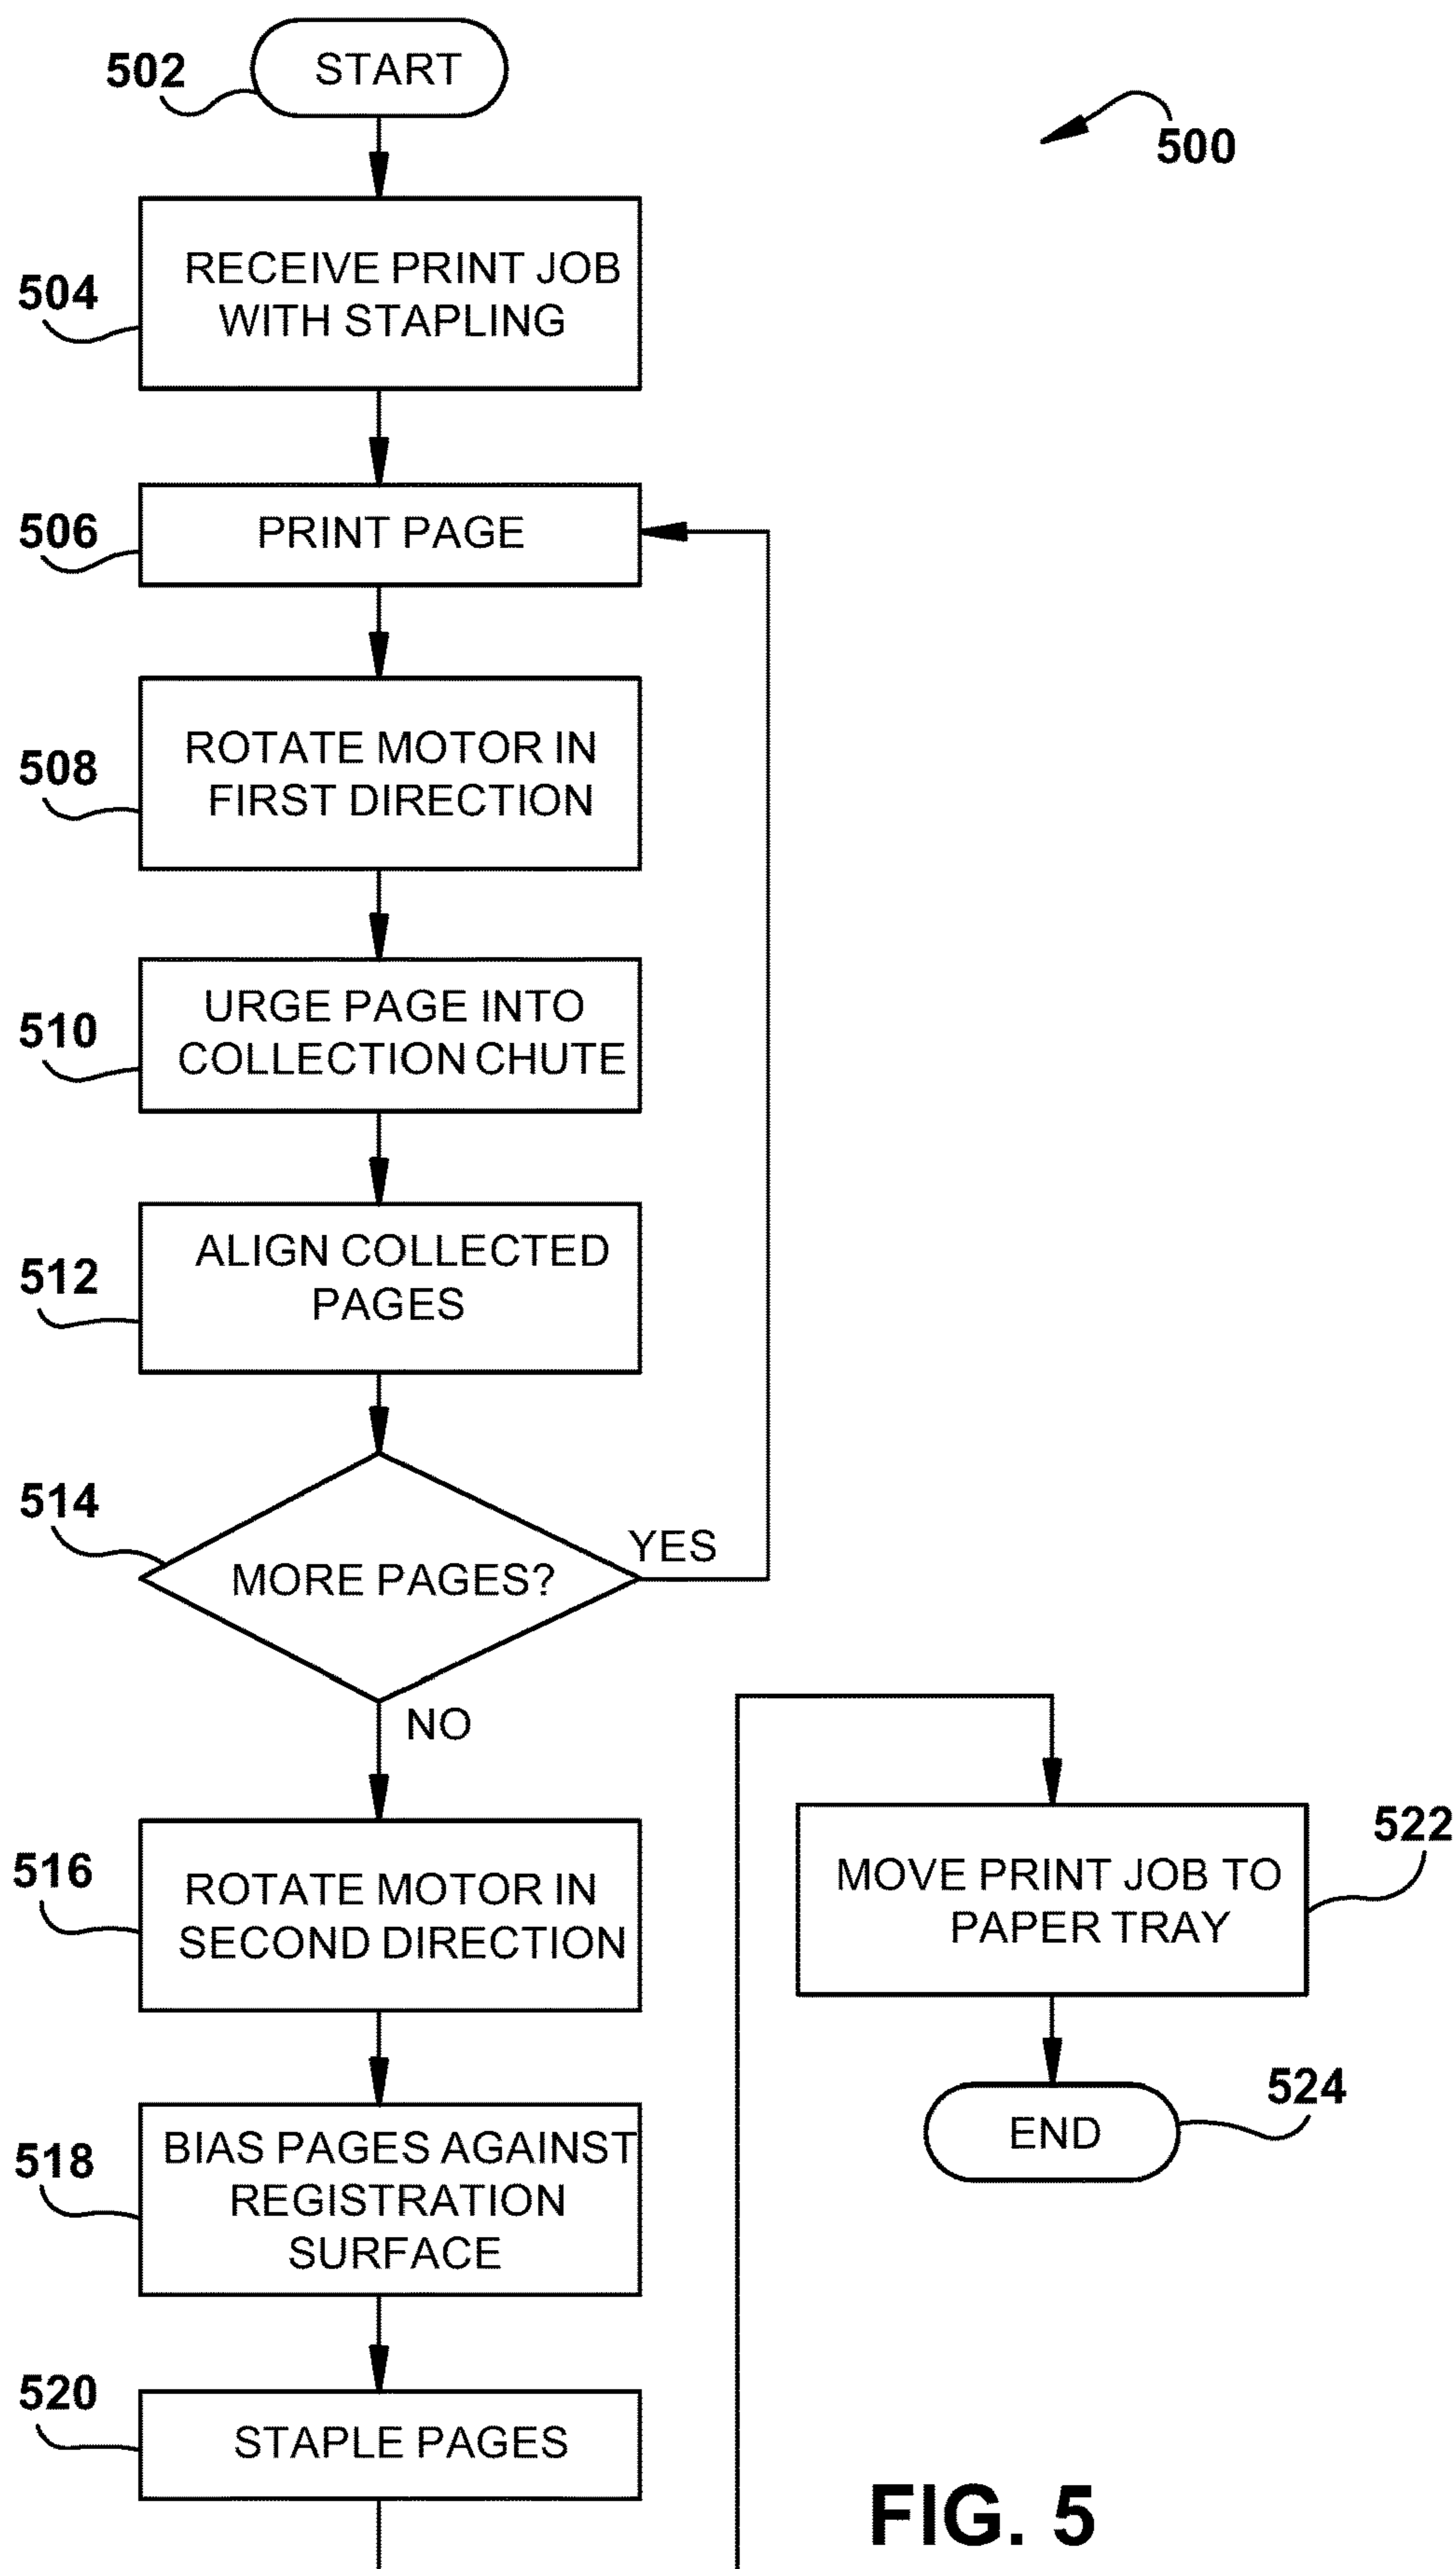 502
START
500
504
RECEIVE PRINT JOB
WITH STAPLING
506
PRINT PAGE
508
ROTATE MOTOR IN
FIRST DIRECTION
510
URGE PAGE INTO
COLLECTION CHUTE
512
ALIGN COLLECTED
PAGES
514
MORE PAGES?
YES
NO
516
ROTATE MOTOR IN
SECOND DIRECTION
518
BIAS PAGES AGAINST
REGISTRATION
SURFACE
520
STAPLE PAGES
522
MOVE PRINT JOB TO
PAPER TRAY
524
END
FIG. 5